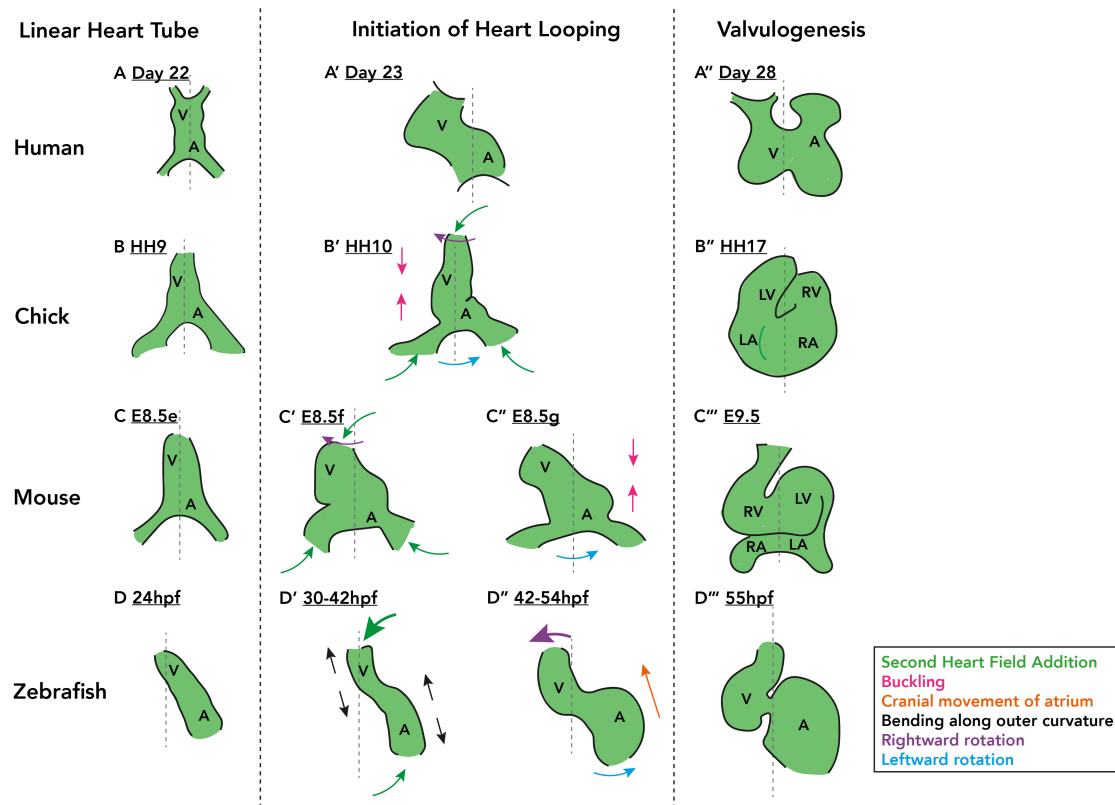 Linear Heart Tube
Initiation of Heart Looping
Valvulogenesis
A Day 22
A' Day 23
A'' Day 28
Human
V
A
V
A
V
A
B HH9
B' HH10
B'' HH17
Chick
V
A
V
A
LV
RV
LA
RA
C E8.5e
C' E8.5f
C'' E8.5g
C''' E9.5
Mouse
V
A
V
A
V
A
RV
LV
RA
LA
D 24hpf
D' 30-42hpf
D'' 42-54hpf
D''' 55hpf
Zebrafish
V
A
V
A
V
A
V
A
Second Heart Field Addition
Buckling
Cranial movement of atrium
Bending along outer curvature
Rightward rotation
Leftward rotation